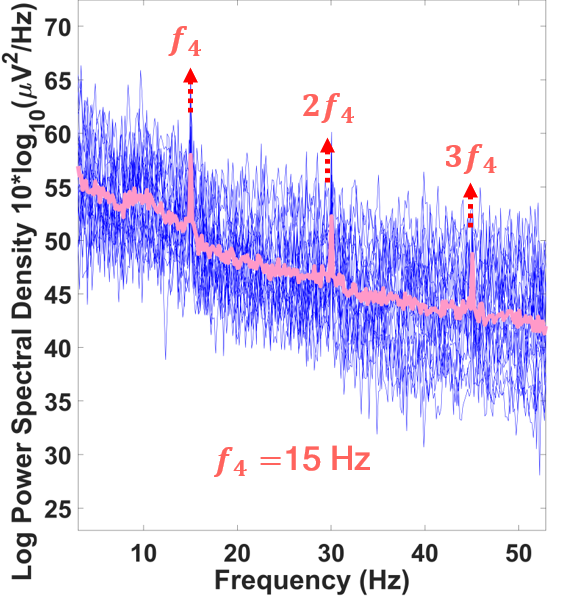 70
65
60
55
50
45
40
35
30
25
Log Power Spectral Density 10*log₁₀(μV²/Hz)
f₄
2f₄
3f₄
f₄ =15 Hz
10 20 30 40 50
Frequency (Hz)